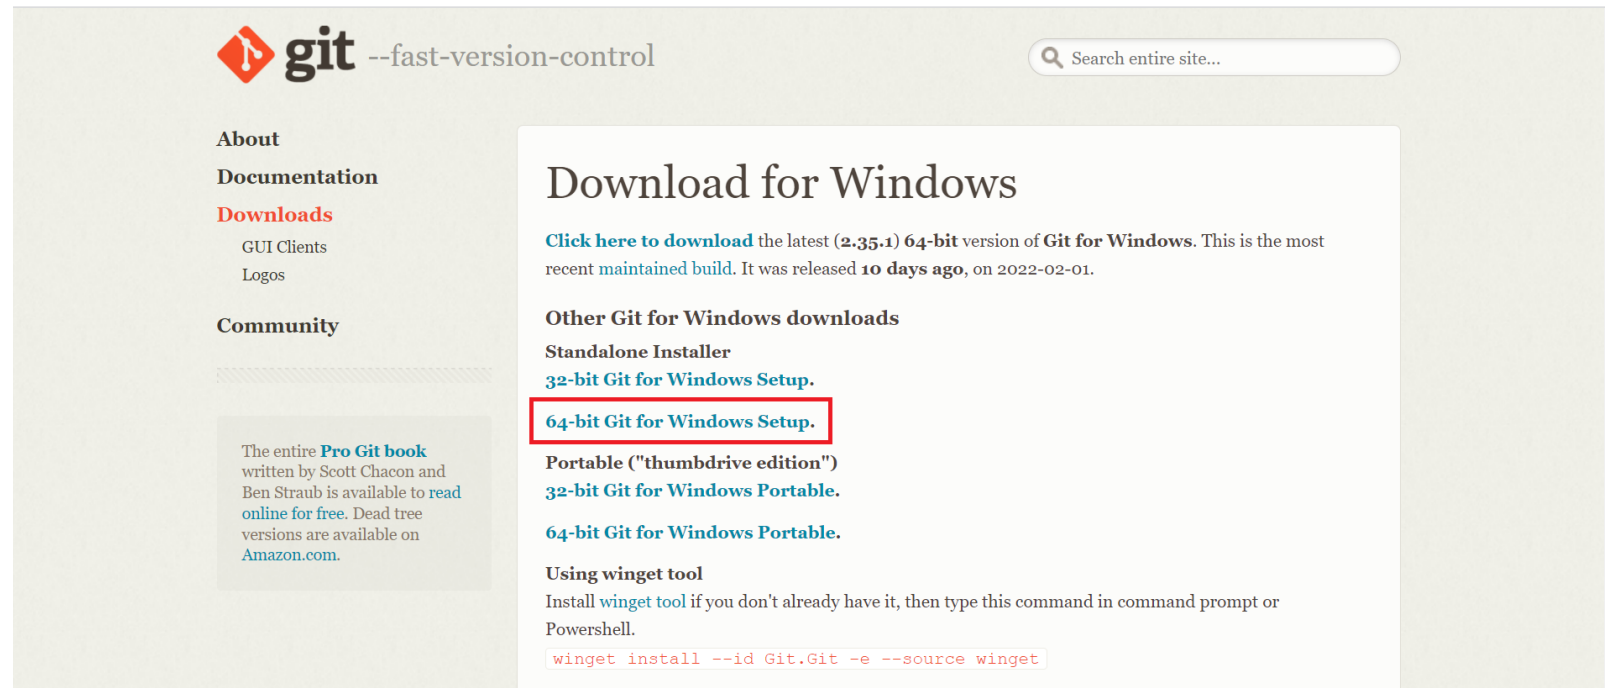 git --fast-version-control
Search entire site...
About
Documentation
Downloads
GUI Clients
Logos
Community
The entire Pro Git book
written by Scott Chacon and
Ben Straub is available to read
online for free. Dead tree
versions are available on
Amazon.com.
Download for Windows
Click here to download the latest (2.35.1) 64-bit version of Git for Windows. This is the most
recent maintained build. It was released 10 days ago, on 2022-02-01.
Other Git for Windows downloads
Standalone Installer
32-bit Git for Windows Setup.
64-bit Git for Windows Setup.
Portable ("thumbdrive edition")
32-bit Git for Windows Portable.
64-bit Git for Windows Portable.
Using winget tool
Install winget tool if you don't already have it, then type this command in command prompt or
Powershell.
winget install --id Git.Git -e --source winget